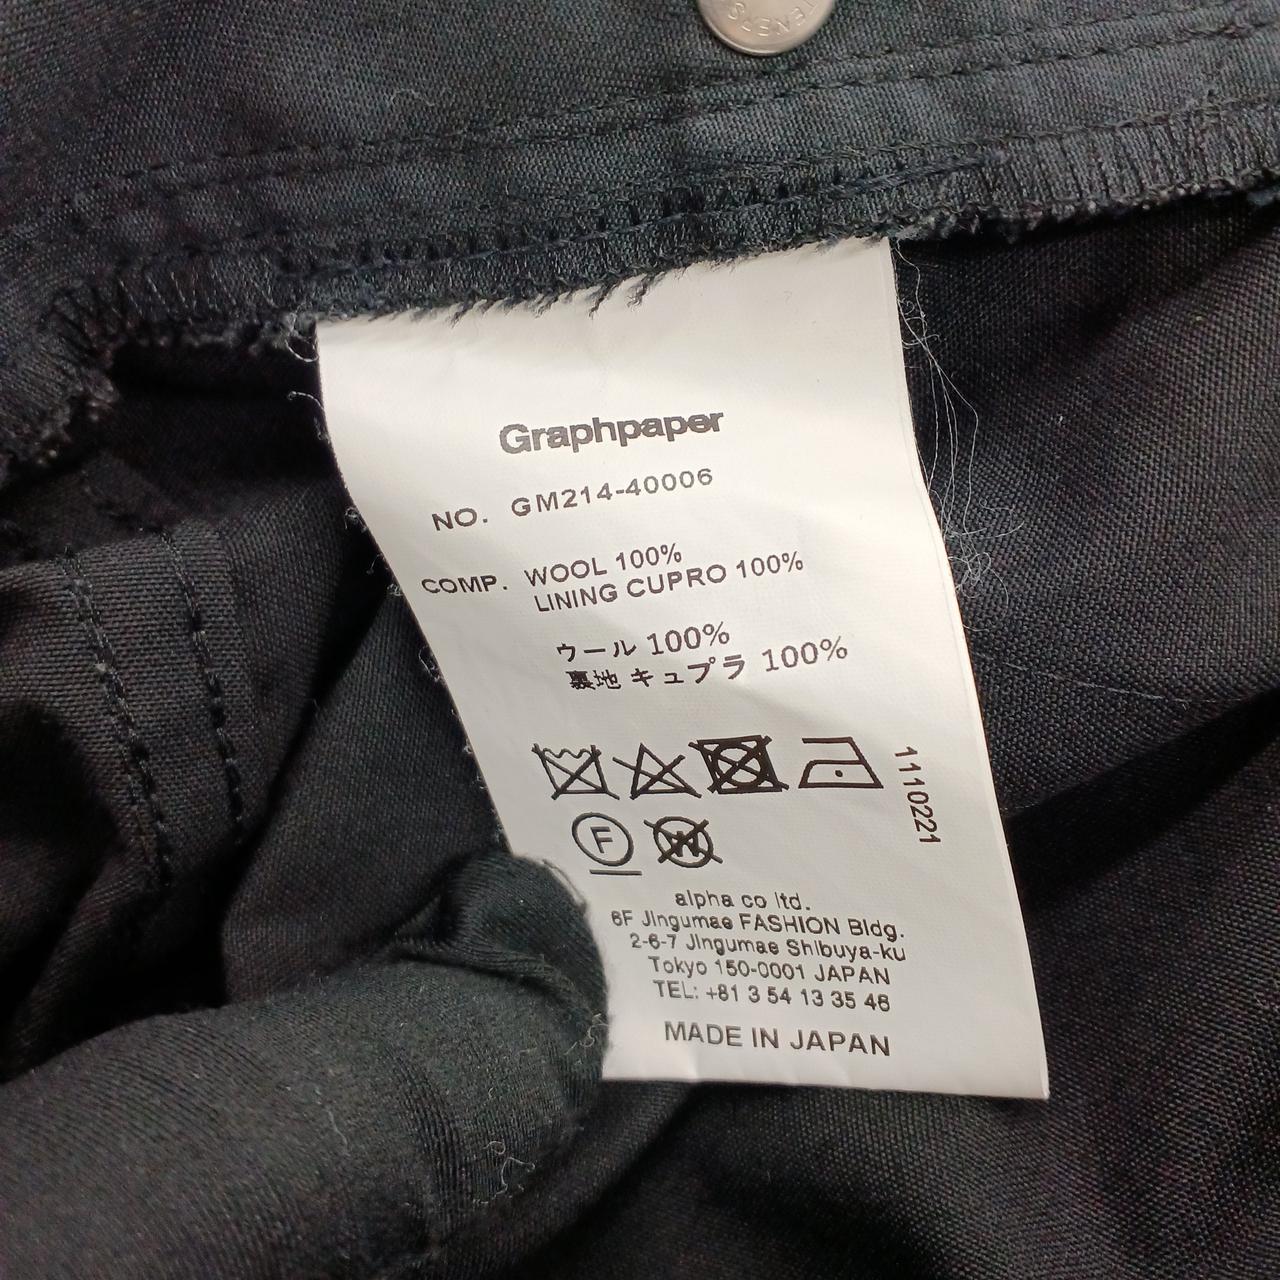 Graphpaper
NO. GM214-40006
COMP. WOOL 100%
LINING CUPRO 100%
ウール 100%
裏地 キュプラ 100%
F
W
1110221
alpha co ltd.
6F Jingumae FASHION Bldg.
2-6-7 Jingumae Shibuya-ku
Tokyo 150-0001 JAPAN
TEL: +81 3 54 13 35 46
MADE IN JAPAN